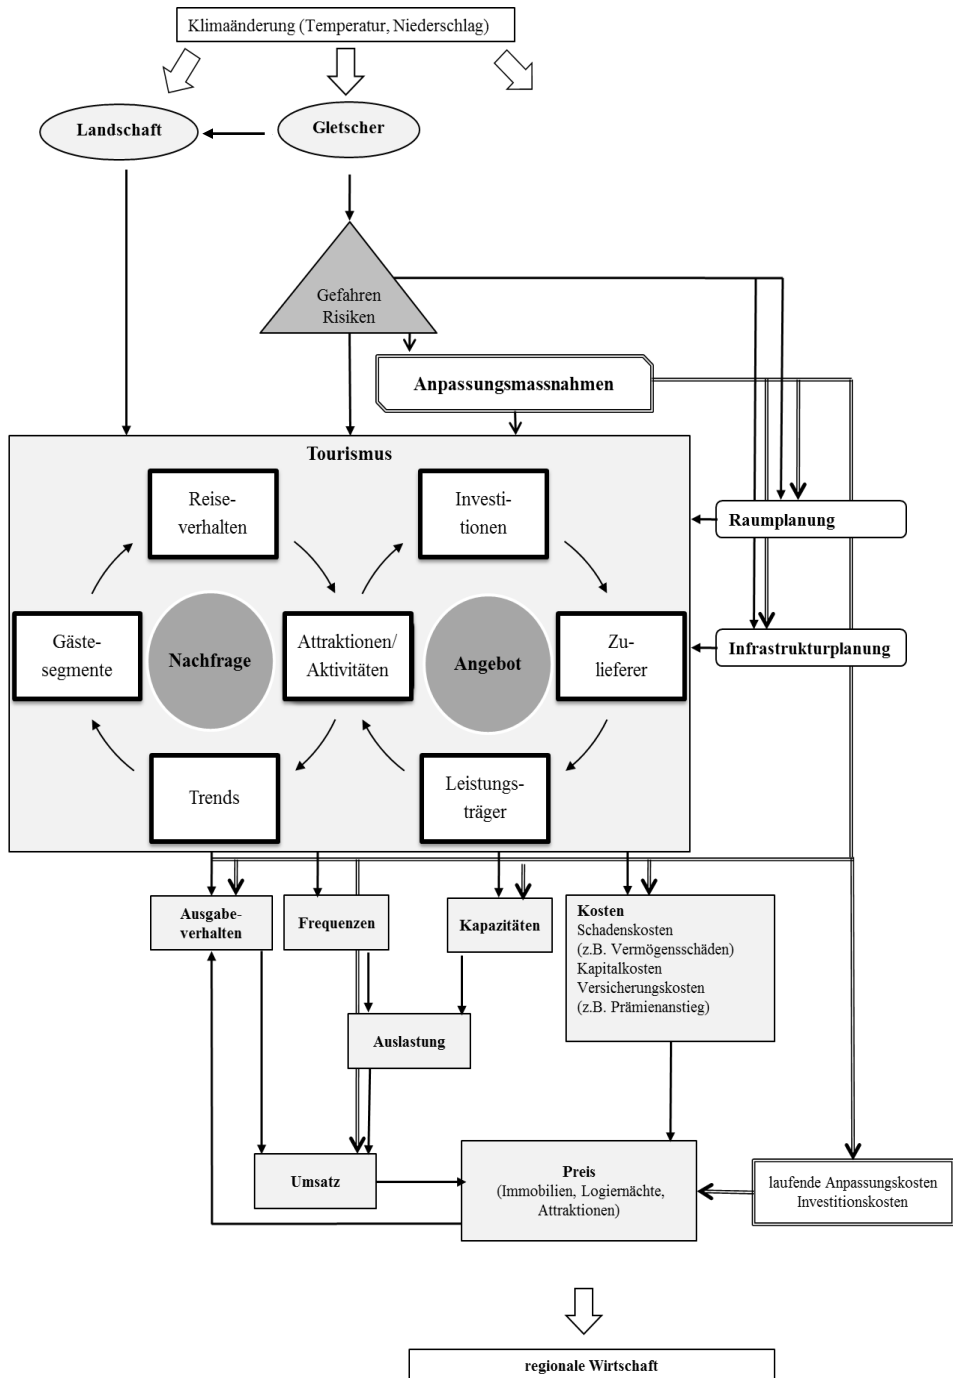 Klimaänderung (Temperatur, Niederschlag)
Landschaft
Gletscher
Gefahren
Risiken
Anpassungsmassnahmen
Tourismus
Reise-
verhalten
Investi-
tionen
Raumplanung
Gäste-
segmente
Nachfrage
Attraktionen/
Aktivitäten
Angebot
Zu-
lieferer
Infrastrukturplanung
Trends
Leistungs-
träger
Ausgabe-
verhalten
Frequenzen
Kapazitäten
Kosten
Schadenskosten
(z.B. Vermögensschäden)
Kapitalkosten
Versicherungskosten
(z.B. Prämienanstieg)
Auslastung
Umsatz
Preis
(Immobilien, Logiernächte,
Attraktionen)
laufende Anpassungskosten
Investitionskosten
regionale Wirtschaft